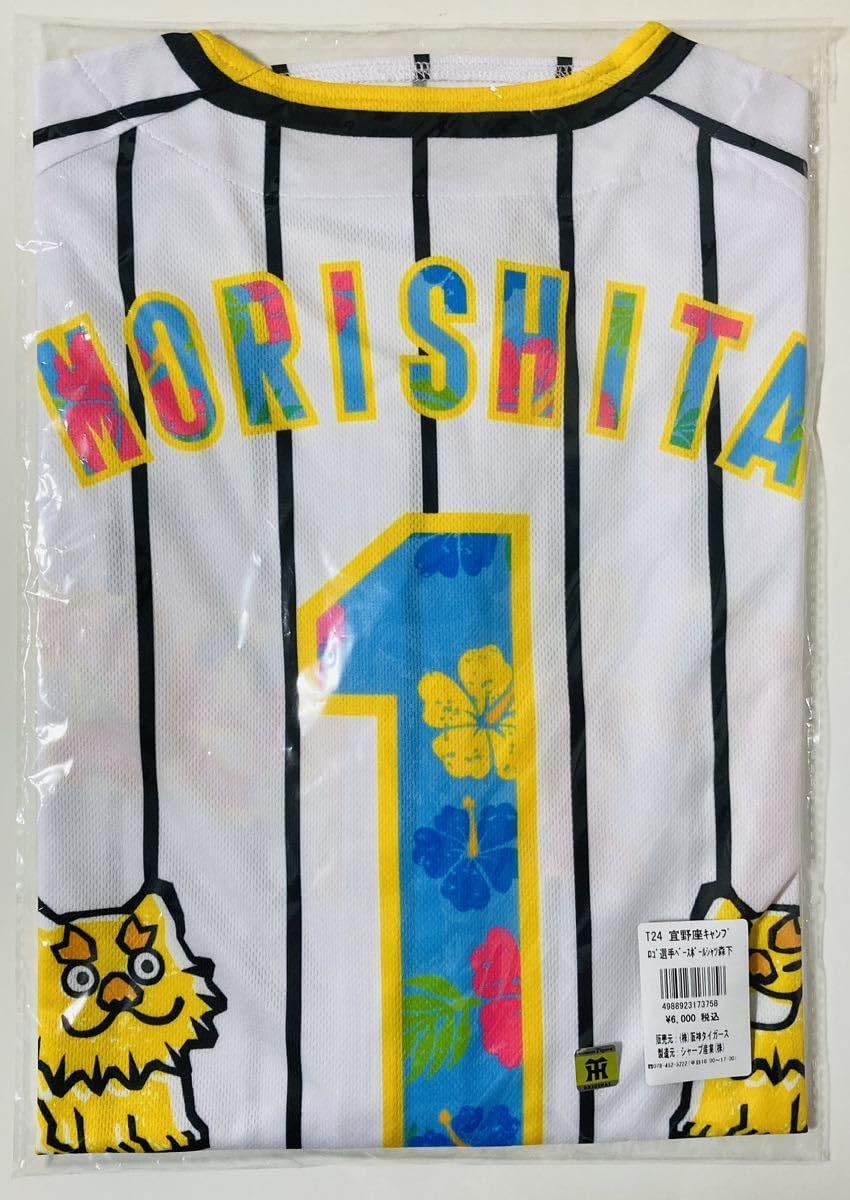 MORISHITA
1
T24 宜野座ｷｬﾝﾌﾟ
ﾛｺﾞ選手ﾍﾞｰｽﾎﾞｰﾙｼｬﾂ森下
4988923173758
¥6,000 税込
販売元：(株)阪神タイガース
製造元：シャープ産業(株)
HT
ORIGINAL